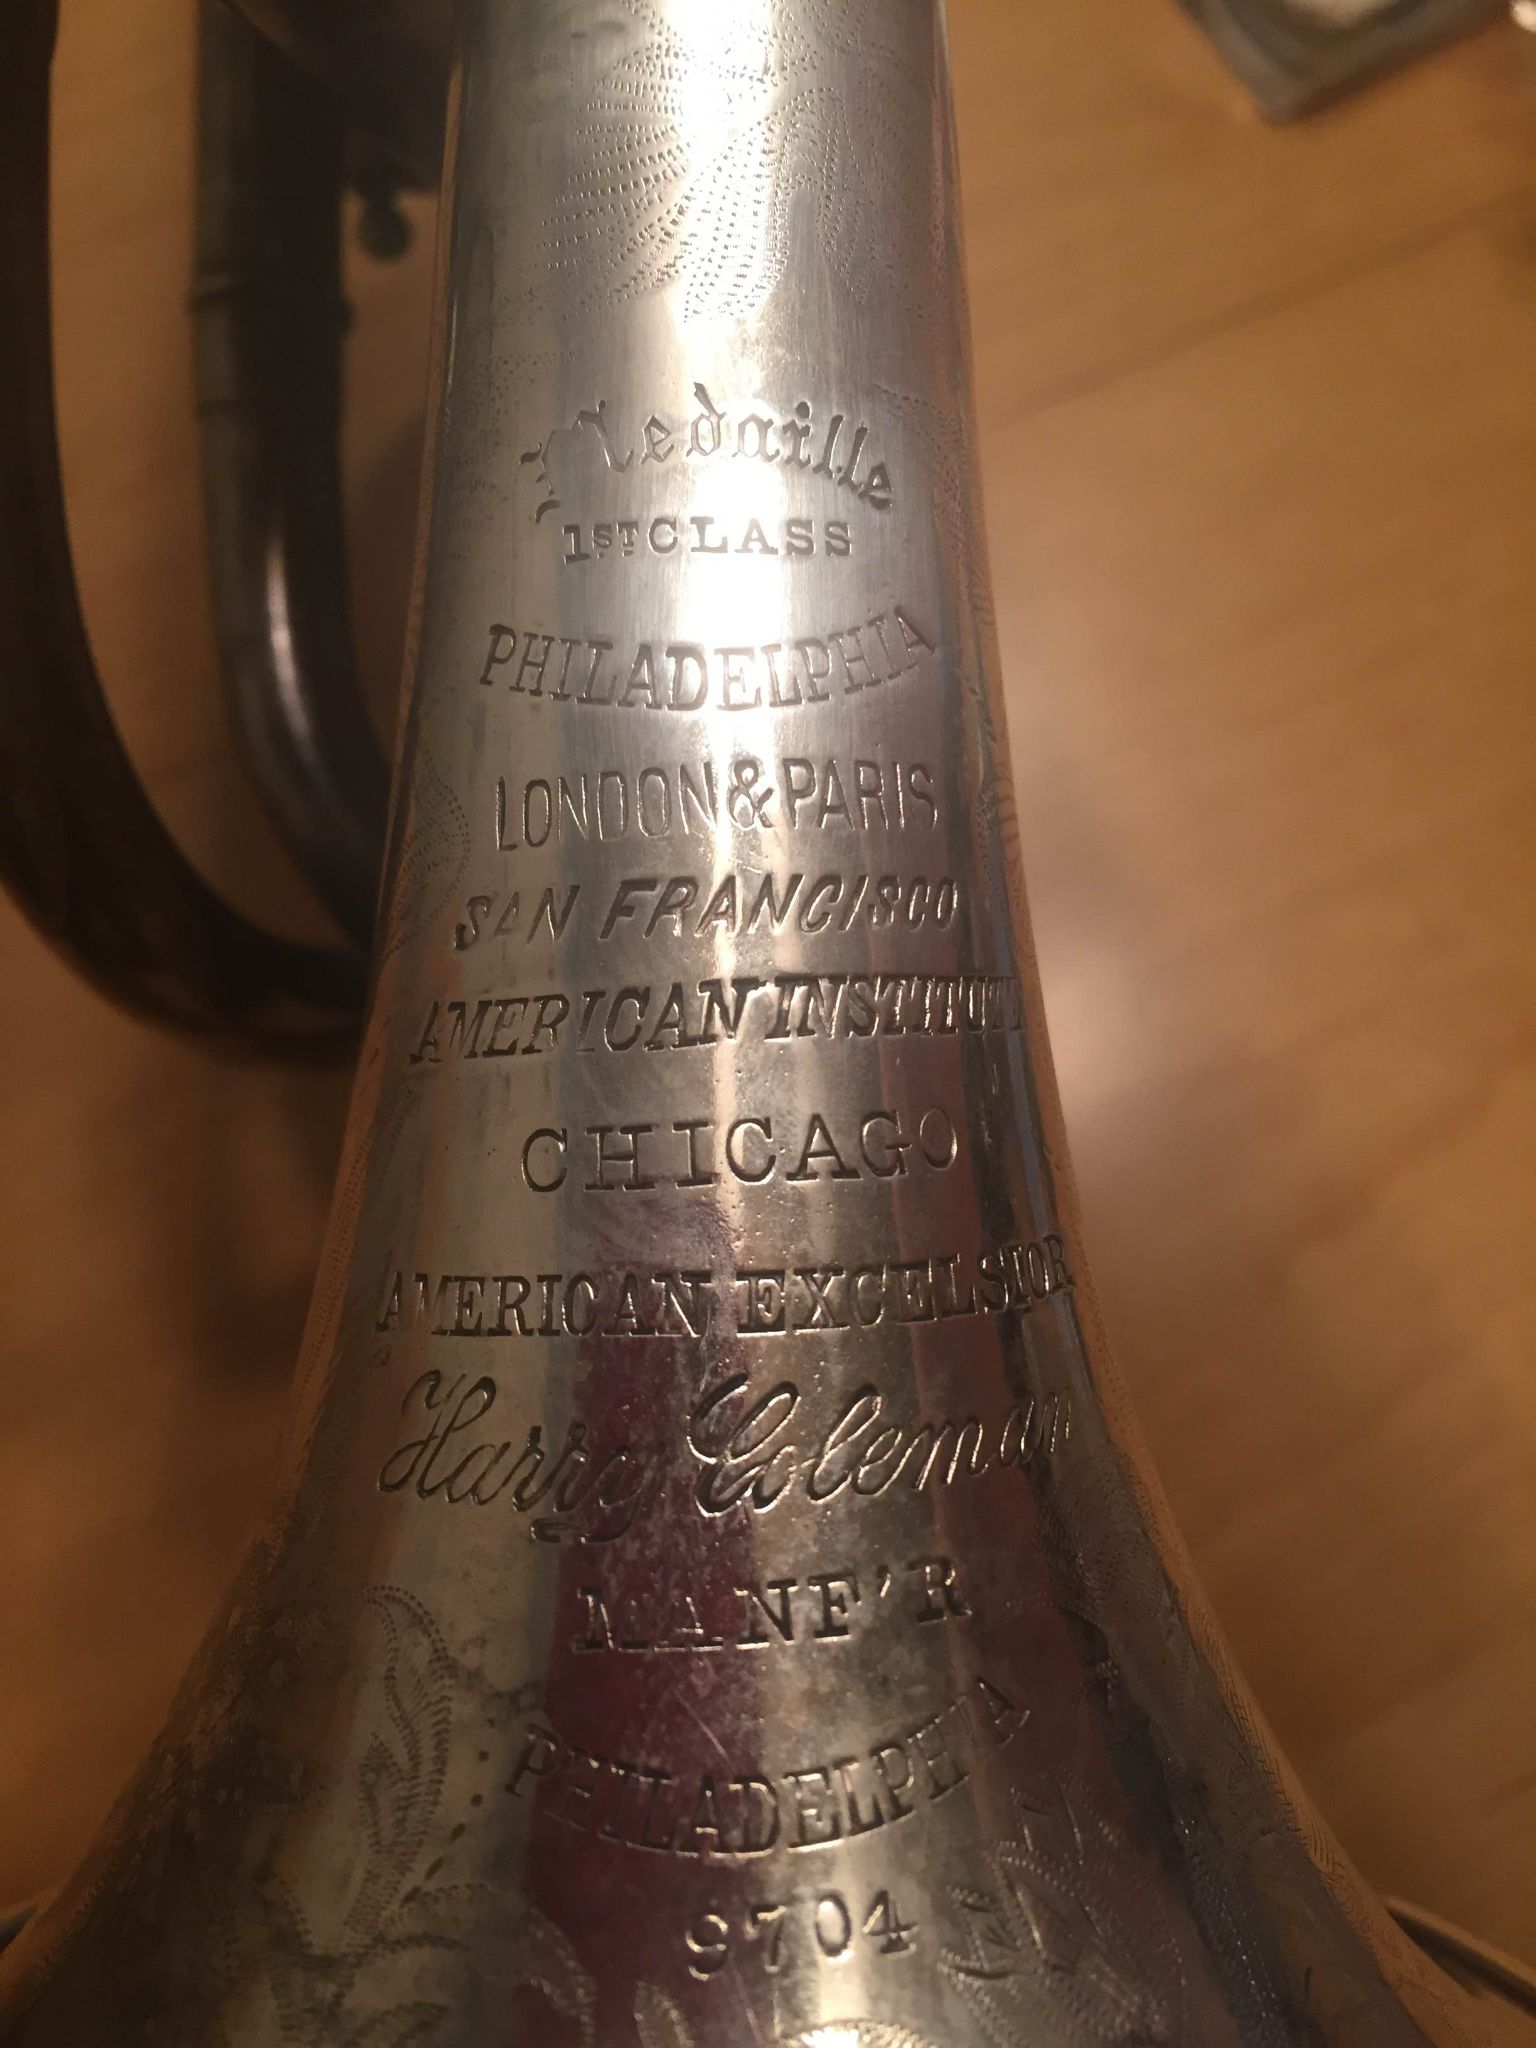 Medaille
1ST CLASS
PHILADELPHIA
LONDON & PARIS
SAN FRANCISCO
AMERICAN INSTITUTE
CHICAGO
AMERICAN EXCELSIOR
Harry Coleman
MANF'R
PHILADELPHIA
9704